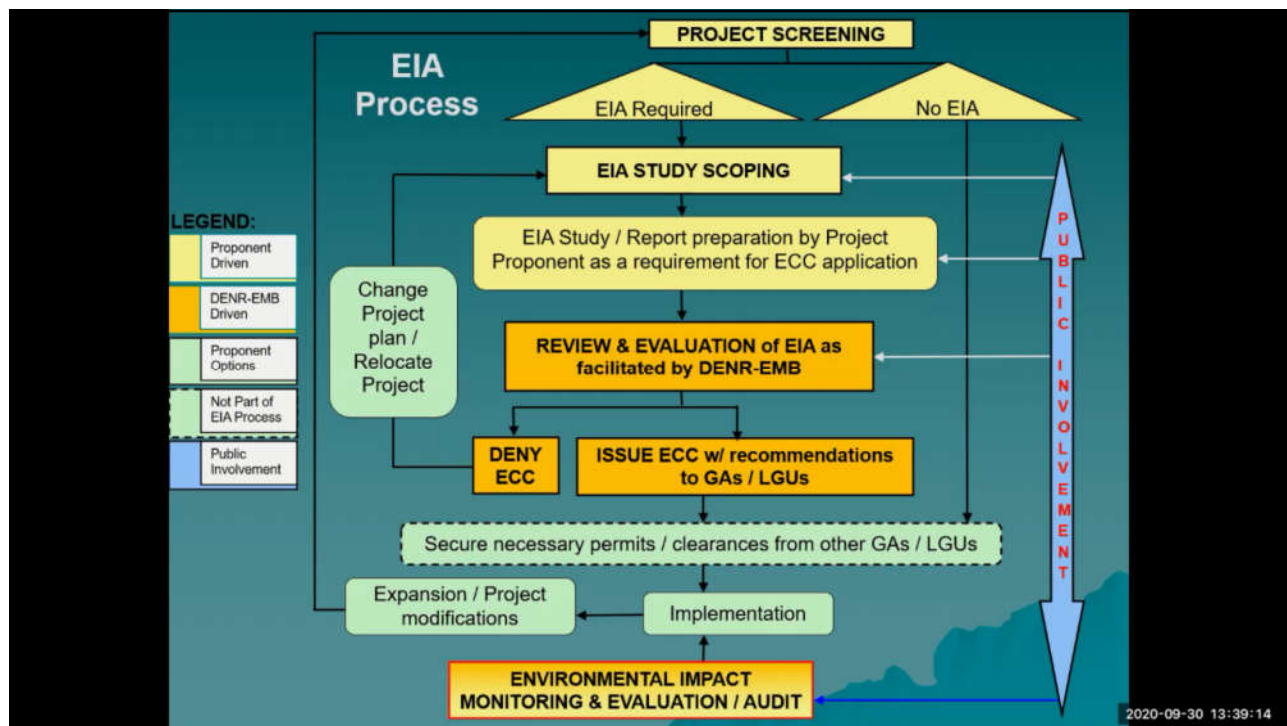 PROJECT SCREENING
EIA
Process
EIA Required
No EIA
EIA STUDY SCOPING
LEGEND:
Proponent
Driven
DENR-EMB
Driven
Proponent
Options
Not Part of
EIA Process
Public
Involvement
EIA Study / Report preparation by Project
Proponent as a requirement for ECC application
Change
Project
plan /
Relocate
Project
REVIEW & EVALUATION of EIA as
facilitated by DENR-EMB
DENY
ECC
ISSUE ECC w/ recommendations
to GAs / LGUs
Secure necessary permits / clearances from other GAs / LGUs
Expansion / Project
modifications
Implementation
ENVIRONMENTAL IMPACT
MONITORING & EVALUATION / AUDIT
PUBLIC INVOLVEMENT
2020-09-30 13:39:14